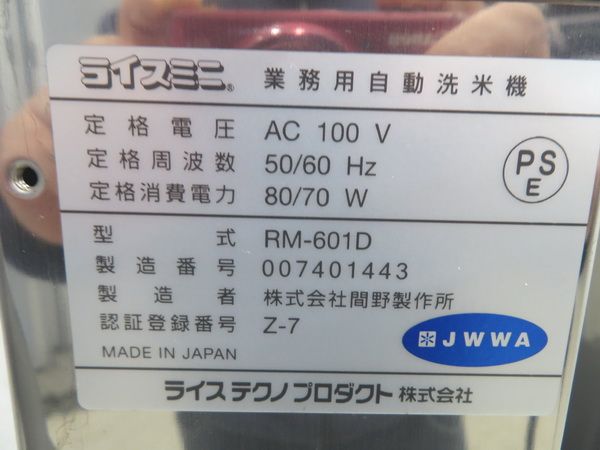 ライスミニ® 業務用自動洗米機
定格電圧 AC 100 V
定格周波数 50/60 Hz
定格消費電力 80/70 W
PS
E
型式 RM-601D
製造番号 007401443
製造者 株式会社間野製作所
認証登録番号 Z-7
JWWA
MADE IN JAPAN
ライステクノプロダクト株式会社